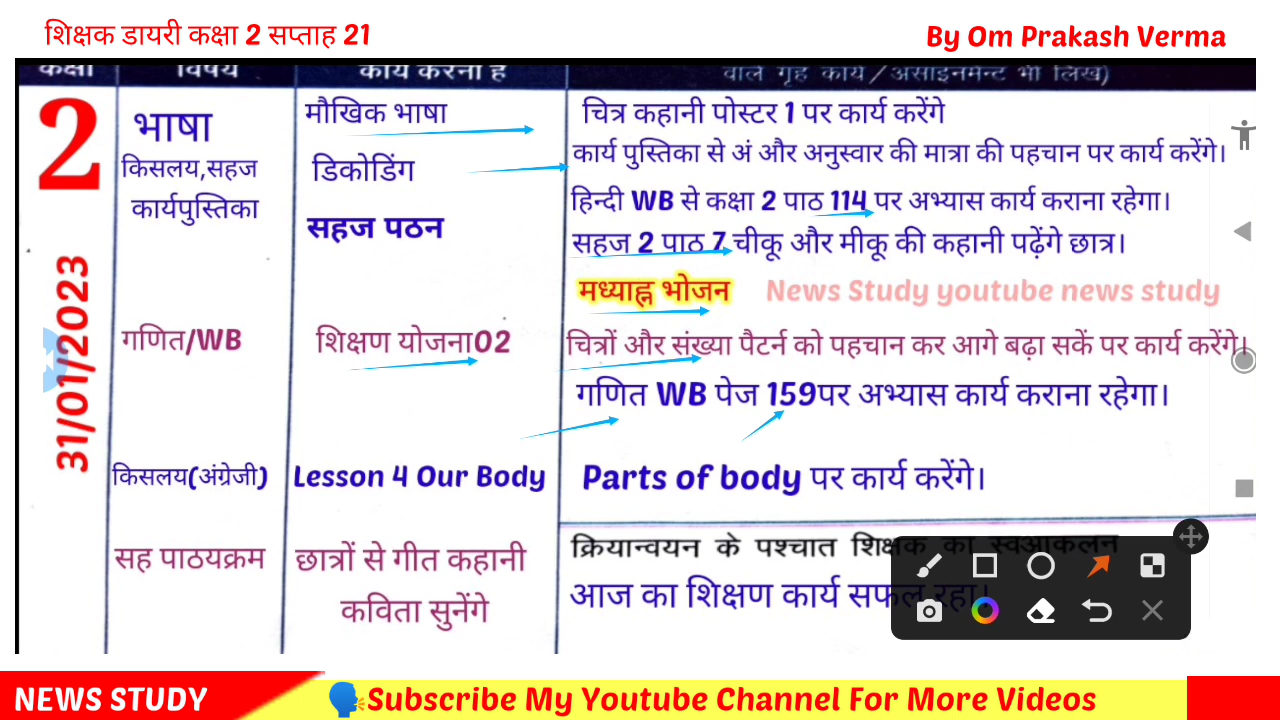 शिक्षक डायरी कक्षा 2 सप्ताह 21
By Om Prakash Verma
कक्षा विषय कार्य करना है वाले गृह कार्य/असाइनमेन्ट भी लिखें)
2
31/01/2023
भाषा
किसलय,सहज
कार्यपुस्तिका
मौखिक भाषा
डिकोडिंग
सहज पठन
चित्र कहानी पोस्टर 1 पर कार्य करेंगे
कार्य पुस्तिका से अं और अनुस्वार की मात्रा की पहचान पर कार्य करेंगे।
हिन्दी WB से कक्षा 2 पाठ 114 पर अभ्यास कार्य कराना रहेगा।
सहज 2 पाठ 7 चीकू और मीकू की कहानी पढ़ेंगे छात्र।
मध्याह्न भोजन News Study youtube news study
गणित/WB
शिक्षण योजना02
चित्रों और संख्या पैटर्न को पहचान कर आगे बढ़ा सकें पर कार्य करेंगे।
गणित WB पेज 159पर अभ्यास कार्य कराना रहेगा।
किसलय(अंग्रेजी) Lesson 4 Our Body Parts of body पर कार्य करेंगे।
सह पाठयक्रम
छात्रों से गीत कहानी
कविता सुनेंगे
क्रियान्वयन के पश्चात शिक्षक का स्वआकलन
आज का शिक्षण कार्य सफल रहा।
NEWS STUDY
Subscribe My Youtube Channel For More Videos